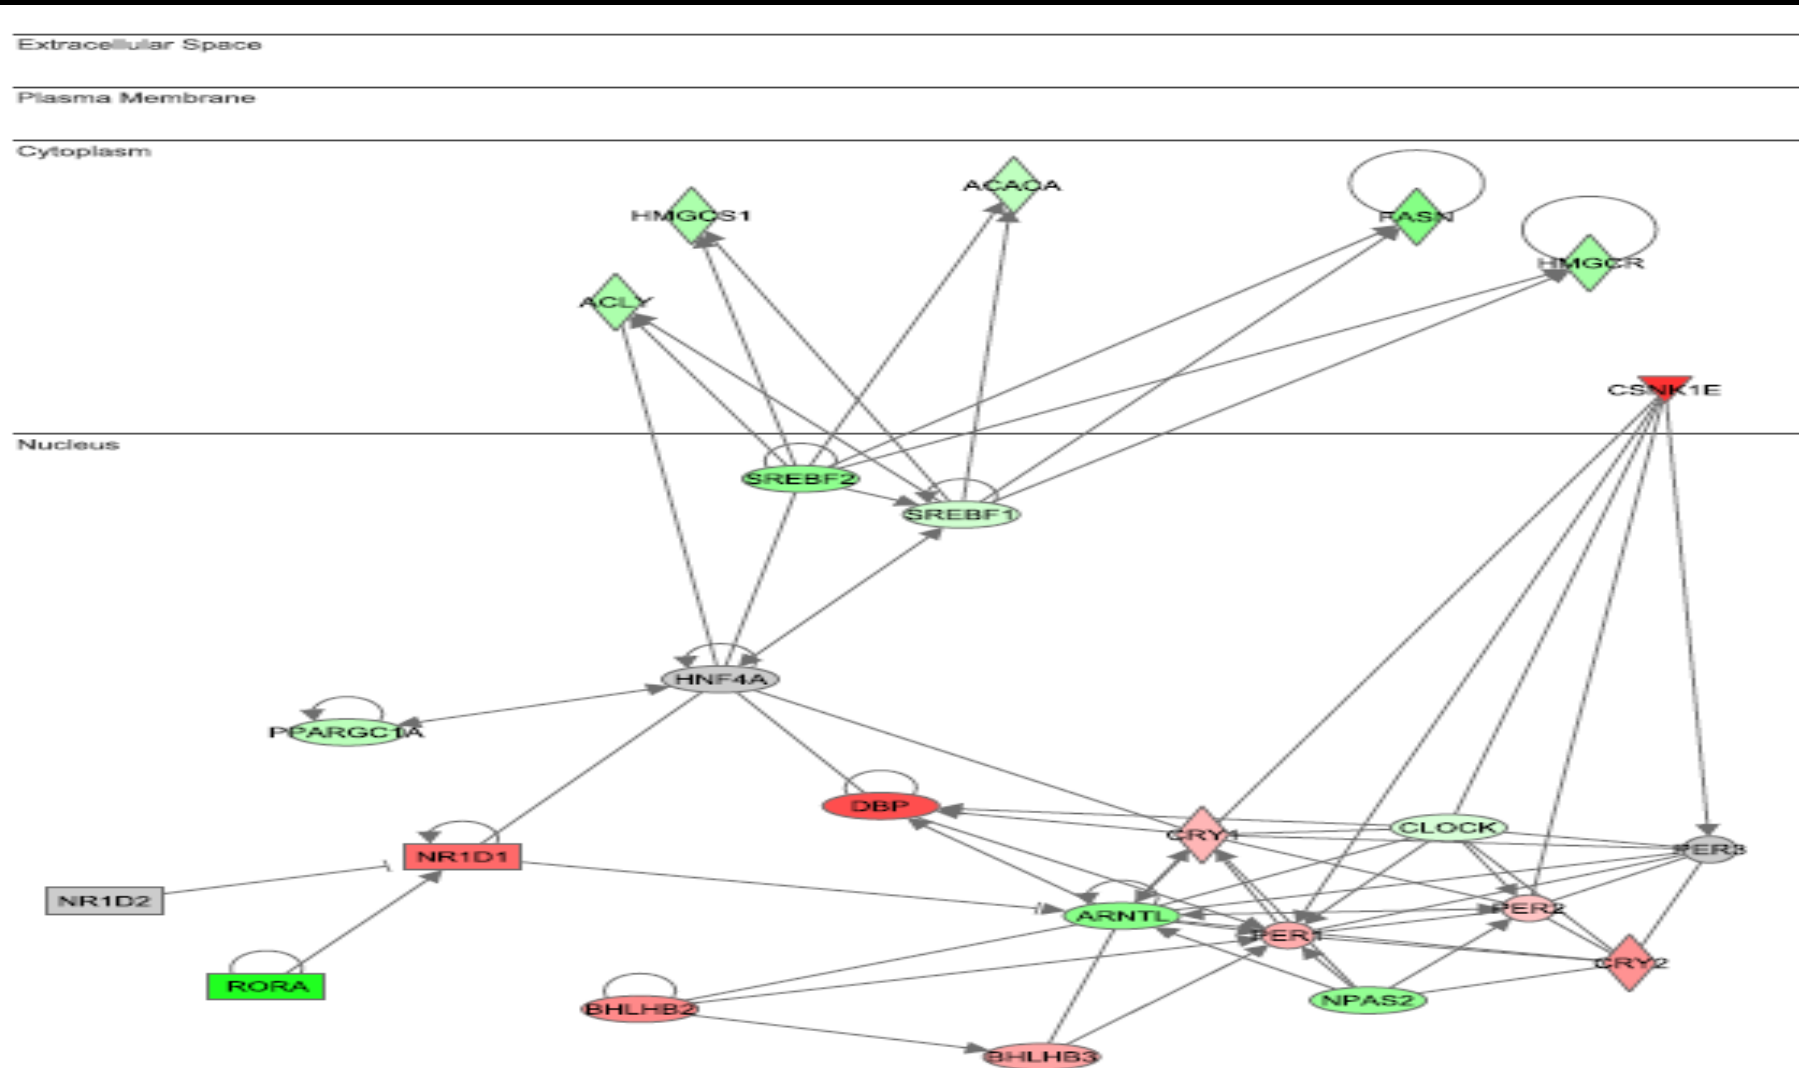 Extracellular Space
Plasma Membrane
Cytoplasm
ACACA
HMGCS1
FASN
HMGCR
ACLY
CSNK1E
Nucleus
SREBF2
SREBF1
HNF4A
PPARGC1A
DBP
CLOCK
CRY1
PER3
NR1D1
NR1D2
PER2
ARNTL
PER1
CRY2
RORA
NPAS2
BHLHB2
BHLHB3